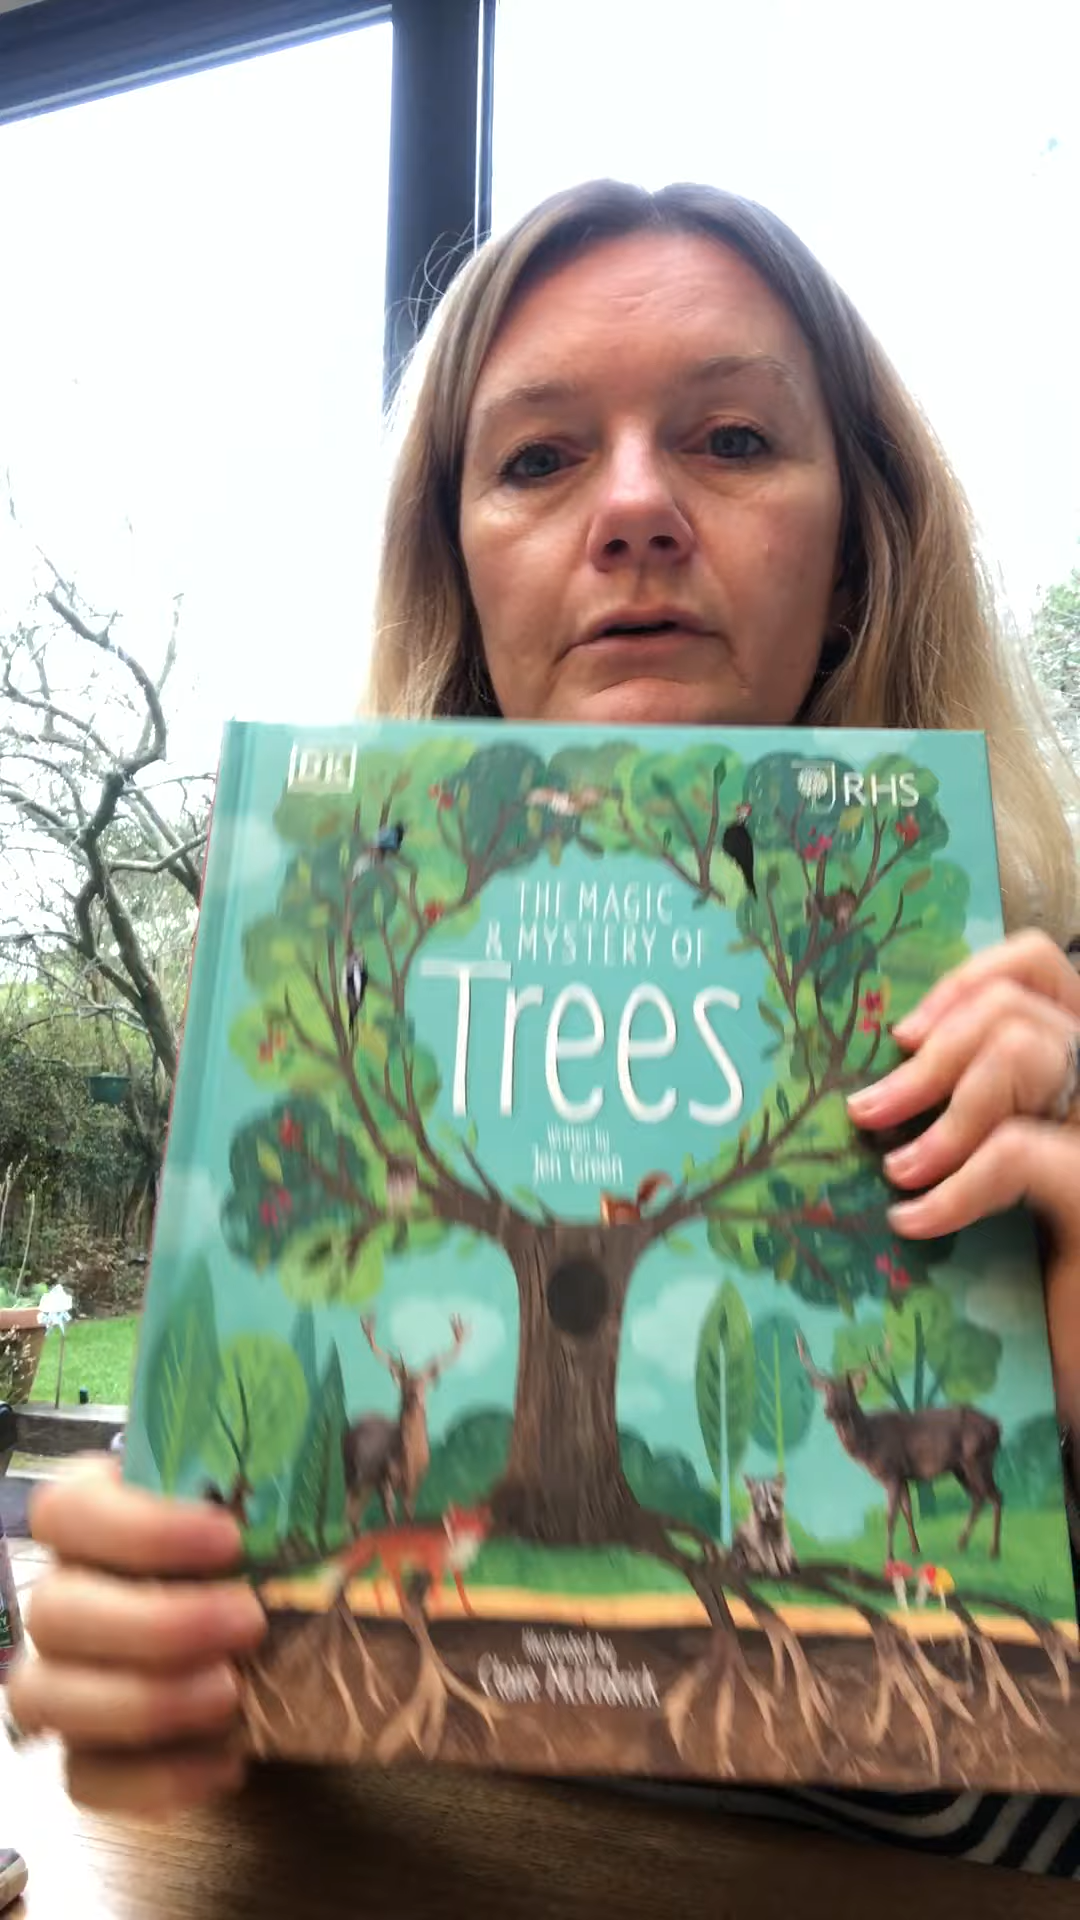 DK
RHS
THE MAGIC
& MYSTERY OF
Trees
Written by
Jen Green
Illustrated by
Claire McElfatrick